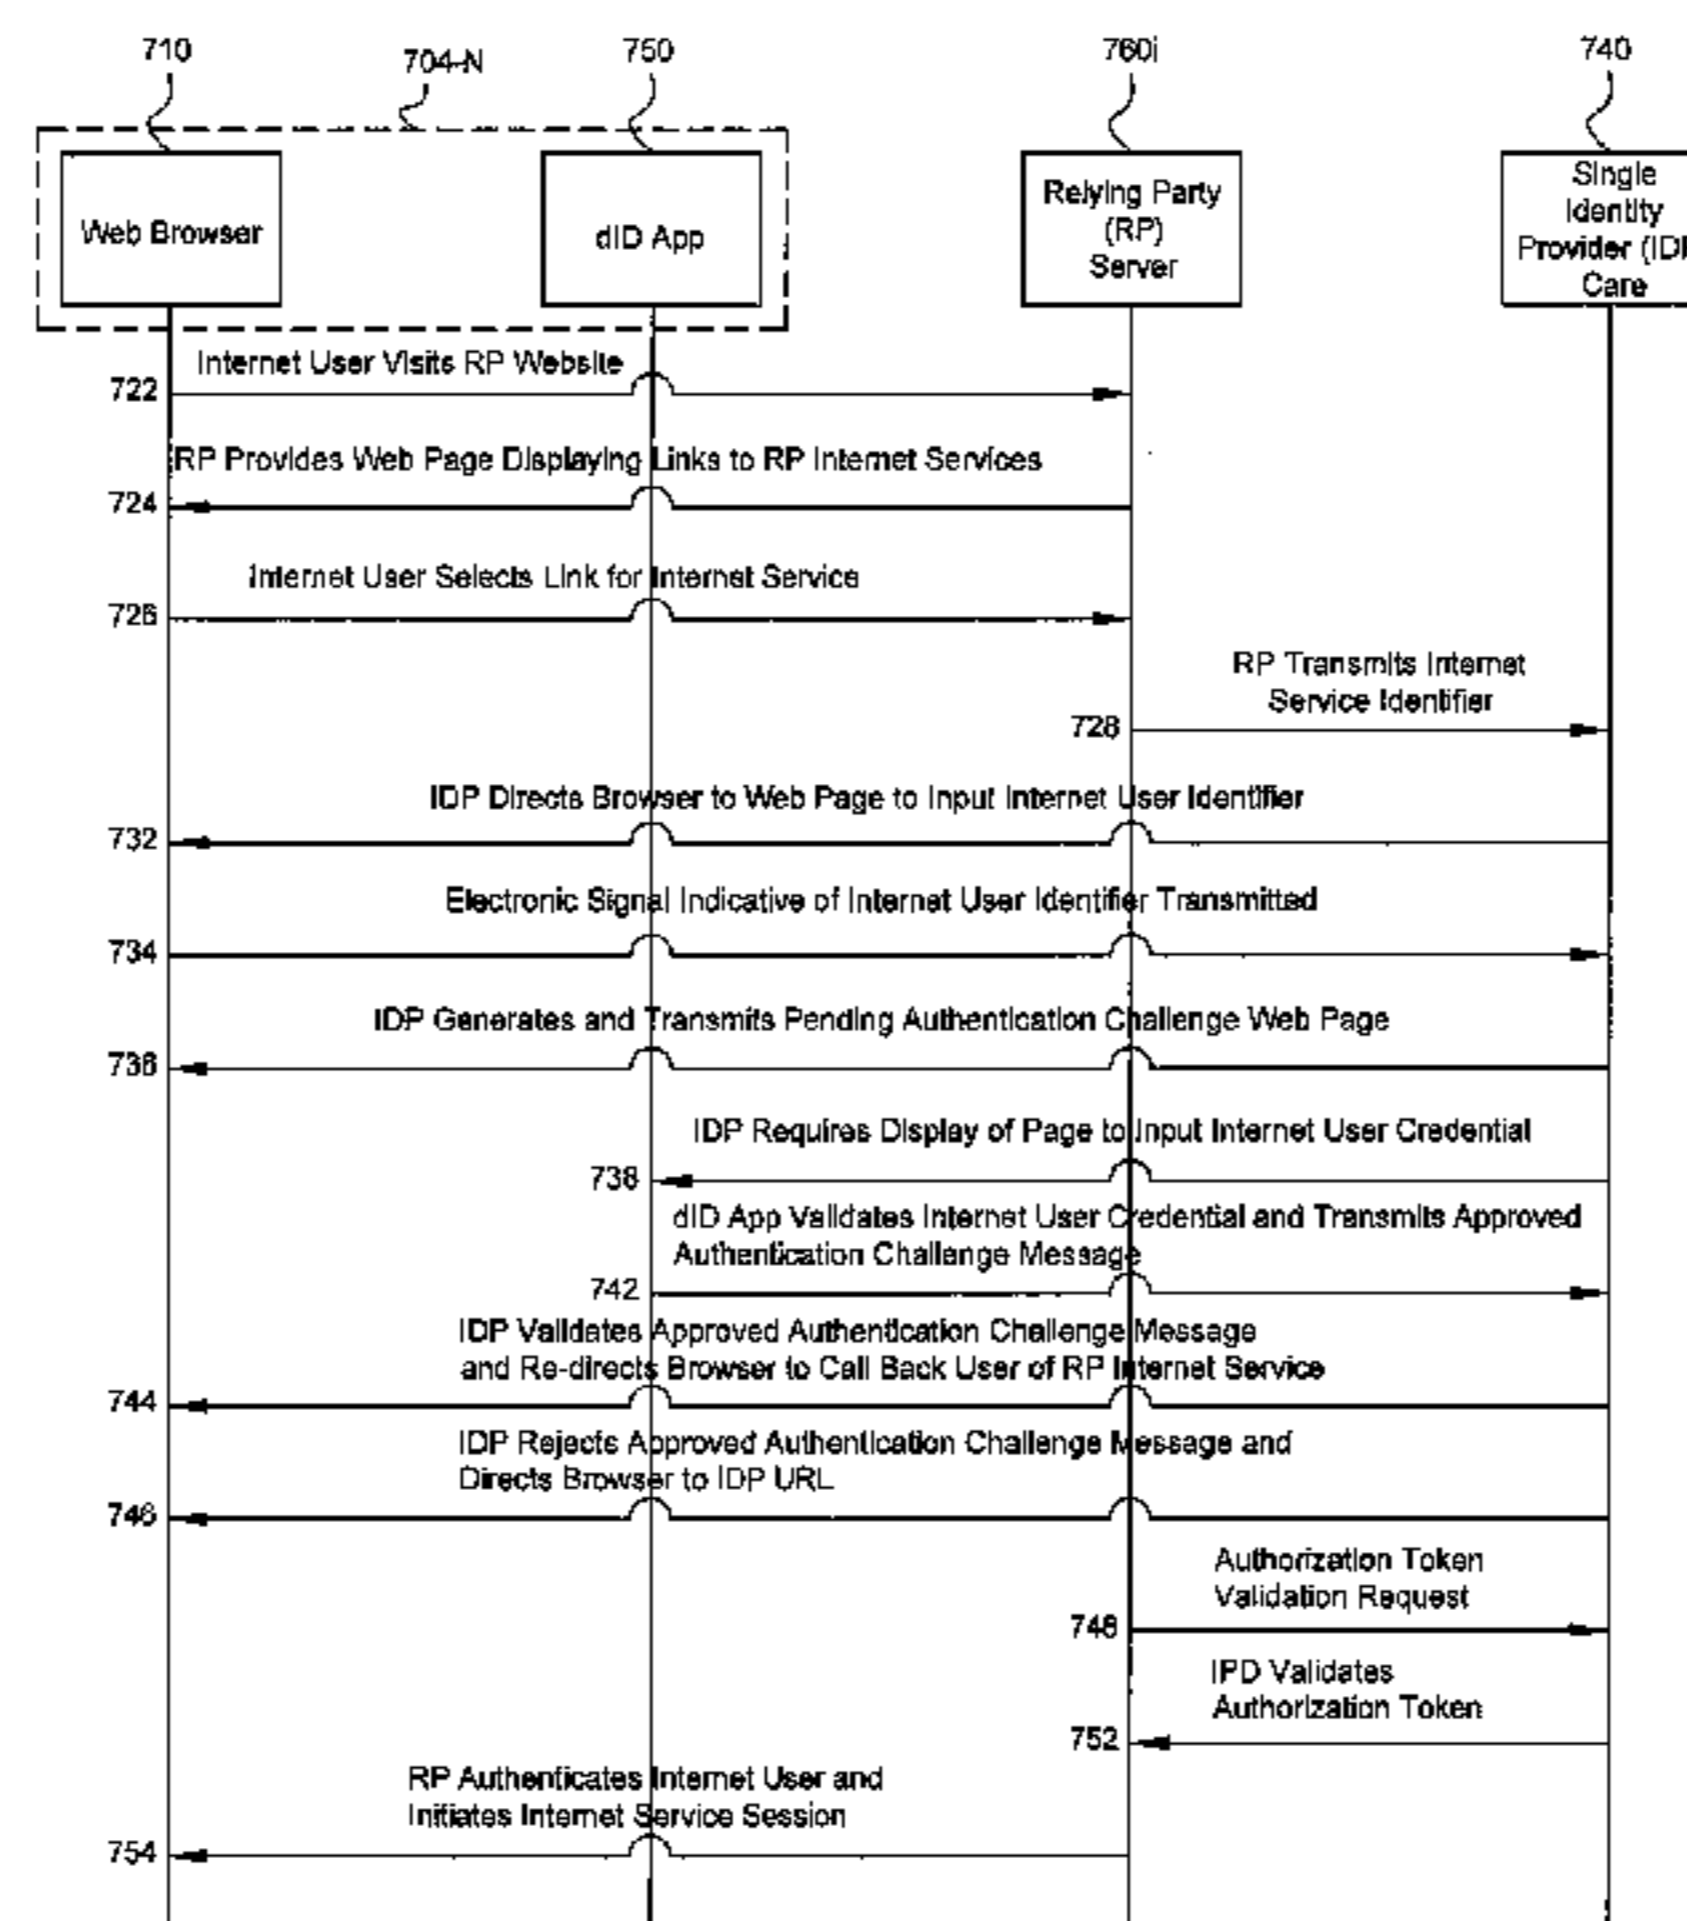 710
704-N
750
760i
740
Web Browser
dID App
Relying Party
(RP)
Server
Single
Identity
Provider (ID
Care
Internet User Visits RP Website
722
RP Provides Web Page Displaying Links to RP Internet Services
724
Internet User Selects Link for Internet Service
726
RP Transmits Internet
Service Identifier
728
IDP Directs Browser to Web Page to Input Internet User Identifier
732
Electronic Signal Indicative of Internet User Identifier Transmitted
734
IDP Generates and Transmits Pending Authentication Challenge Web Page
736
IDP Requires Display of Page to Input Internet User Credential
738
dID App Validates Internet User Credential and Transmits Approved
Authentication Challenge Message
742
IDP Validates Approved Authentication Challenge Message
and Re-directs Browser to Call Back User of RP Internet Service
744
IDP Rejects Approved Authentication Challenge Message and
Directs Browser to IDP URL
746
Authorization Token
Validation Request
748
IPD Validates
Authorization Token
752
RP Authenticates Internet User and
Initiates Internet Service Session
754